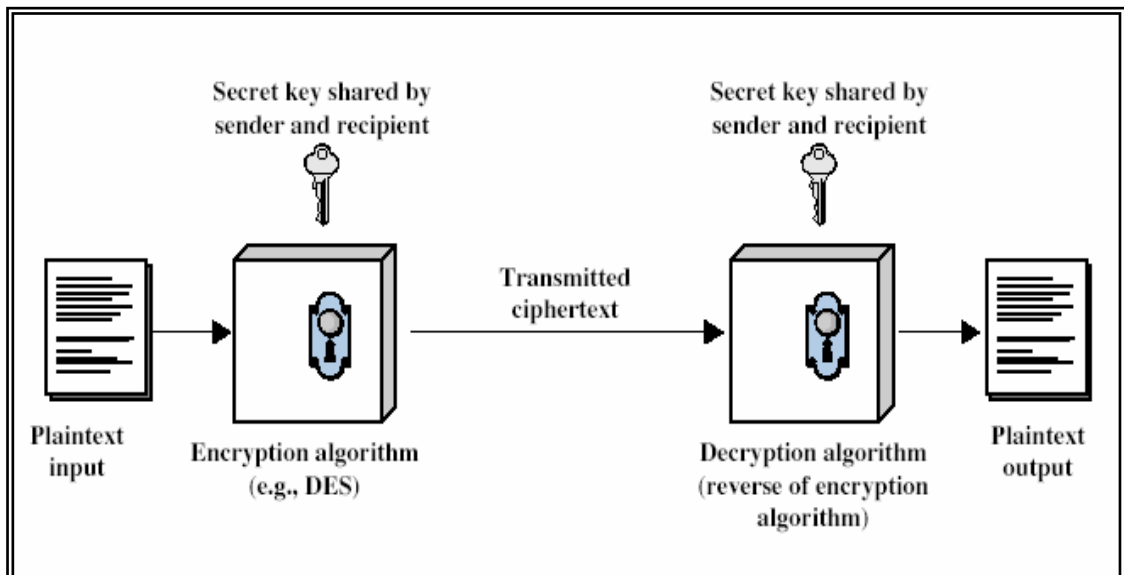 Secret key shared by
sender and recipient
Secret key shared by
sender and recipient
Transmitted
ciphertext
Plaintext
input
Encryption algorithm
(e.g., DES)
Decryption algorithm
(reverse of encryption
algorithm)
Plaintext
output